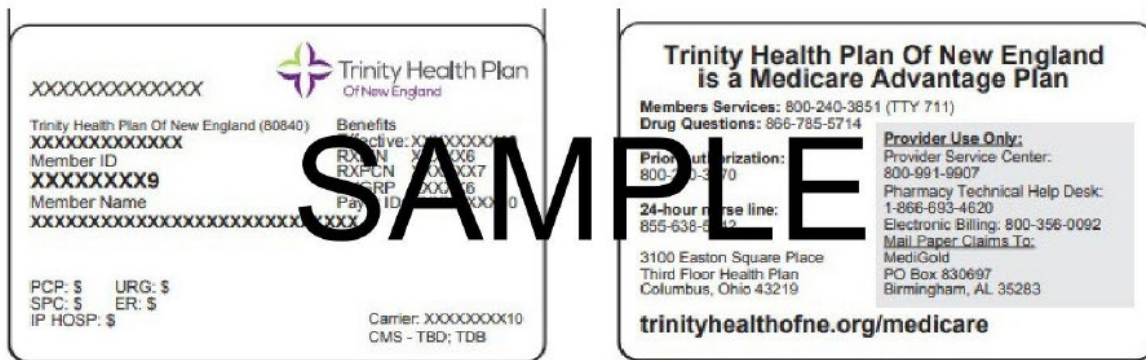 XXXXXXXXXXXXXX
Trinity Health Plan
Of New England
Trinity Health Plan Of New England (80840)
XXXXXXXXXXXXX
Member ID
XXXXXXXX9
Member Name
Benefits
PCP: $ URG: $
SPC: $ ER: $
IP HOSP: $
Carrier: XXXXXXXX10
CMS - TBD; TDB
SAMPLE
Trinity Health Plan Of New England
is a Medicare Advantage Plan
Members Services: 800-240-3851 (TTY 711)
Drug Questions: 866-785-5714
24-hour line:
3100 Easton Square Place
Third Floor Health Plan
Columbus, Ohio 43219
Provider Use Only:
Provider Service Center:
800-991-9907
Pharmacy Technical Help Desk:
1-866-693-4620
Electronic Billing: 800-356-0092
Mail Paper Claims To:
MediGold
PO Box 830697
Birmingham, AL 35283
trinityhealthofne.org/medicare